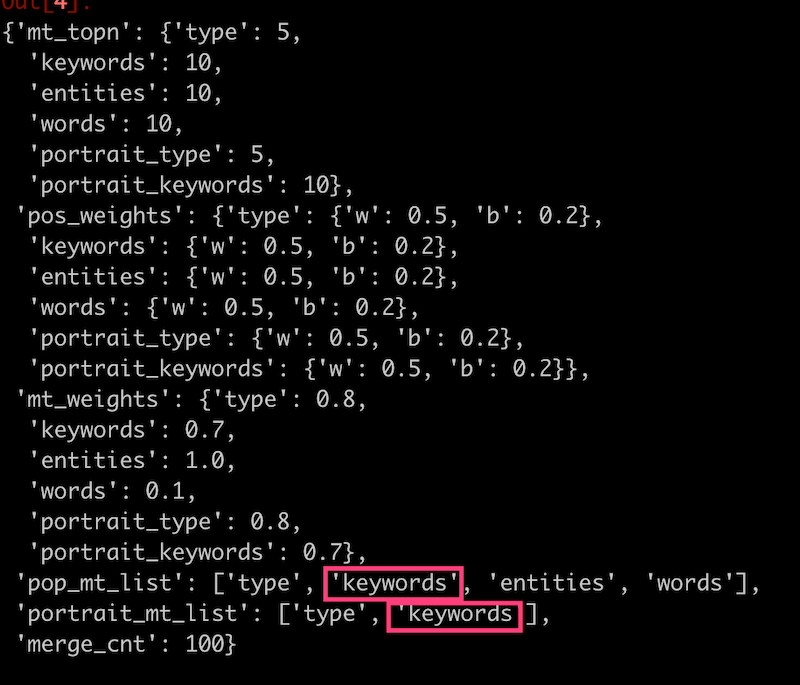 Out[4]:
{'mt_topn': {'type': 5,
  'keywords': 10,
  'entities': 10,
  'words': 10,
  'portrait_type': 5,
  'portrait_keywords': 10},
 'pos_weights': {'type': {'w': 0.5, 'b': 0.2},
  'keywords': {'w': 0.5, 'b': 0.2},
  'entities': {'w': 0.5, 'b': 0.2},
  'words': {'w': 0.5, 'b': 0.2},
  'portrait_type': {'w': 0.5, 'b': 0.2},
  'portrait_keywords': {'w': 0.5, 'b': 0.2}},
 'mt_weights': {'type': 0.8,
  'keywords': 0.7,
  'entities': 1.0,
  'words': 0.1,
  'portrait_type': 0.8,
  'portrait_keywords': 0.7},
 'pop_mt_list': ['type', 'keywords', 'entities', 'words'],
 'portrait_mt_list': ['type', 'keywords'],
 'merge_cnt': 100}